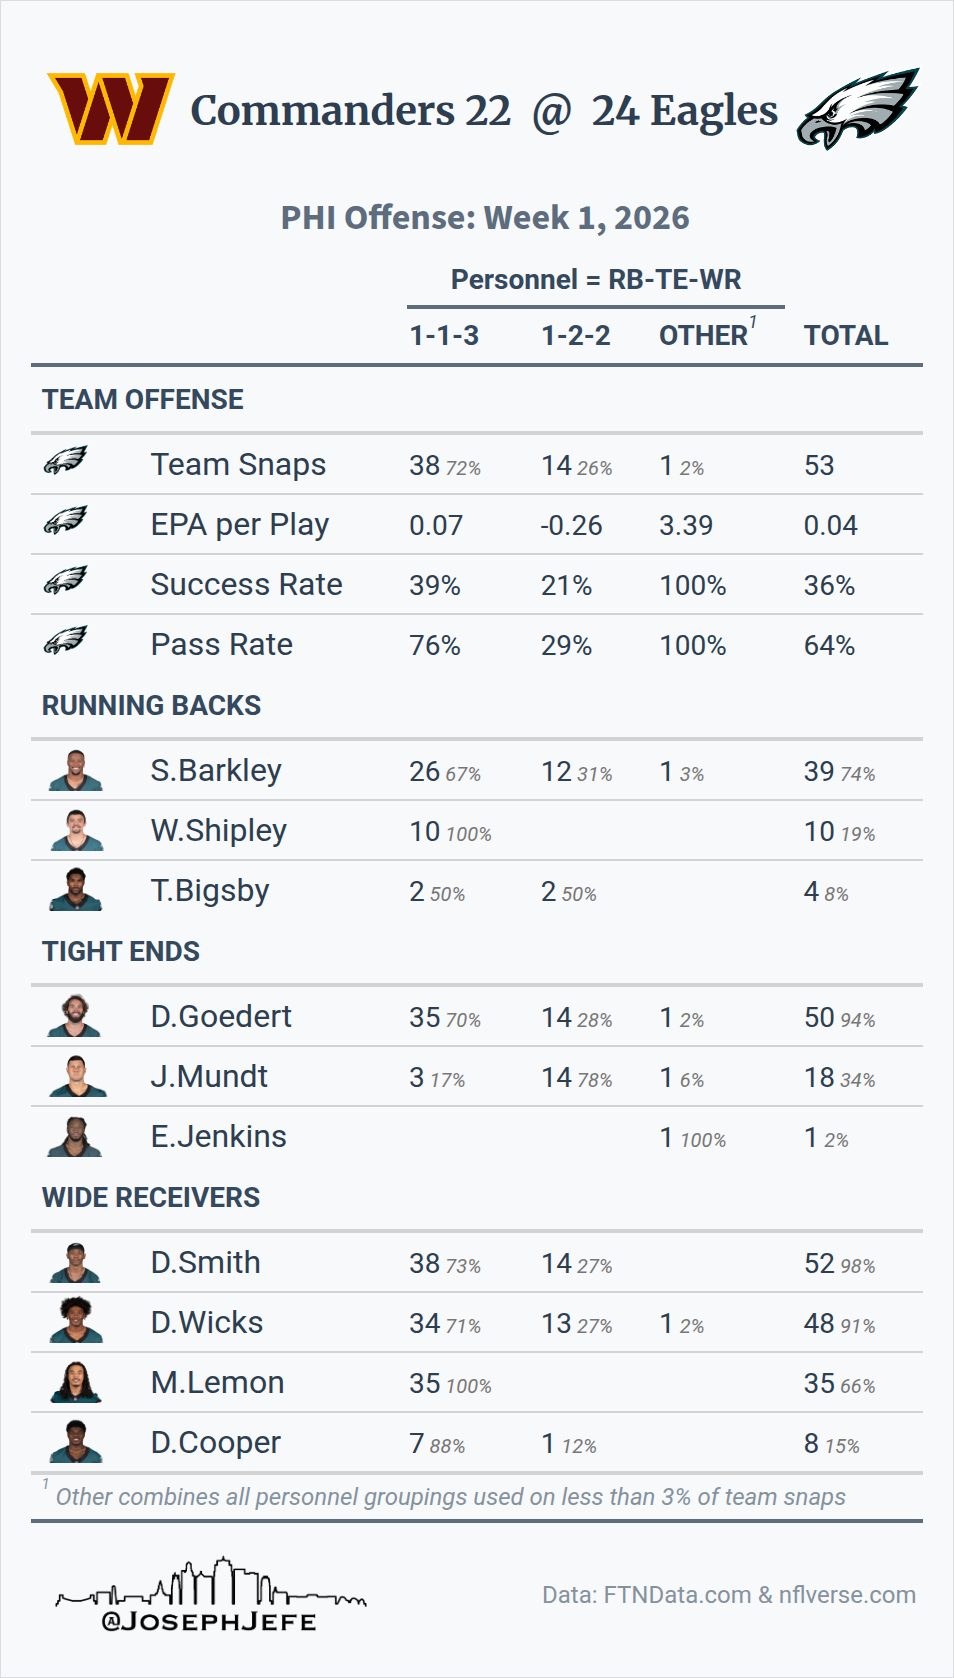 Commanders 22 @ 24 Eagles
PHI Offense: Week 1, 2026
Personnel = RB-TE-WR
1-1-3 1-2-2 OTHER1 TOTAL
TEAM OFFENSE
Team Snaps 38 72% 14 26% 1 2% 53
EPA per Play 0.07 -0.26 3.39 0.04
Success Rate 39% 21% 100% 36%
Pass Rate 76% 29% 100% 64%
RUNNING BACKS
S.Barkley 26 67% 12 31% 1 3% 39 74%
W.Shipley 10 100% 10 19%
T.Bigsby 2 50% 2 50% 4 8%
TIGHT ENDS
D.Goedert 35 70% 14 28% 1 2% 50 94%
J.Mundt 3 17% 14 78% 1 6% 18 34%
E.Jenkins 1 100% 1 2%
WIDE RECEIVERS
D.Smith 38 73% 14 27% 52 98%
D.Wicks 34 71% 13 27% 1 2% 48 91%
M.Lemon 35 100% 35 66%
D.Cooper 7 88% 1 12% 8 15%
1 Other combines all personnel groupings used on less than 3% of team snaps
@JOSEPHJEFE
Data: FTNData.com & nflverse.com